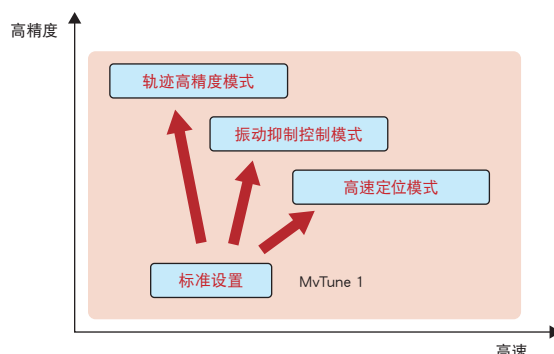 高精度
轨迹高精度模式
振动抑制控制模式
高速定位模式
标准设置
MvTune 1
高速